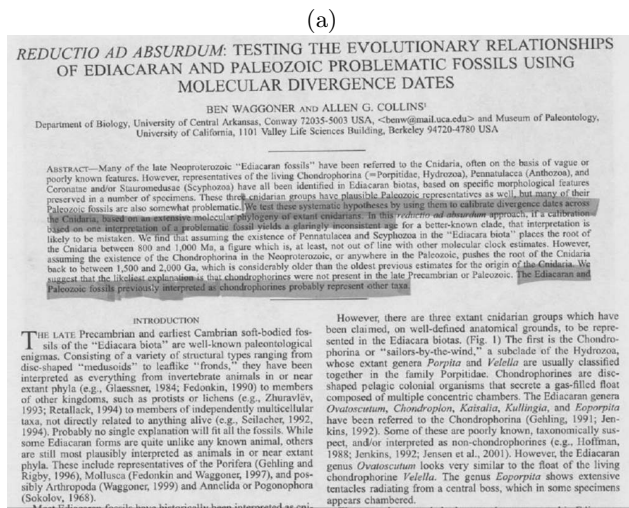 (a)
REDUCTIO AD ABSURDUM: TESTING THE EVOLUTIONARY RELATIONSHIPS
OF EDIACARAN AND PALEOZOIC PROBLEMATIC FOSSILS USING
MOLECULAR DIVERGENCE DATES
BEN WAGGONER AND ALLEN G. COLLINS¹
Department of Biology, University of Central Arkansas, Conway 72035-5003 USA, <benw@mail.uca.edu> and Museum of Paleontology,
University of California, 1101 Valley Life Sciences Building, Berkeley 94720-4780 USA
ABSTRACT—Many of the late Neoproterozoic "Ediacaran fossils" have been referred to the Cnidaria, often on the basis of vague or
poorly known features. However, representatives of the living Chondrophorina (=Porpitidae, Hydrozoa), Pennatulacea (Anthozoa), and
Coronatae and/or Stauromedusae (Scyphozoa) have all been identified in Ediacaran biotas, based on specific morphological features
preserved in a number of specimens. These three cnidarian groups have plausible Paleozoic representatives as well, but many of their
Paleozoic fossils are also somewhat problematic. We test these systematic hypotheses by using them to calibrate divergence dates across
the Cnidaria, based on an extensive molecular phylogeny of extant cnidarians. In this reductio ad absurdum approach, if a calibration
based on one interpretation of a problematic fossil yields a glaringly inconsistent age for a better-known clade, that interpretation is
likely to be mistaken. We find that assuming the existence of Pennatulacea and Scyphozoa in the "Ediacara biota" places the root of
the Cnidaria between 800 and 1,000 Ma, a figure which is, at least, not out of line with other molecular clock estimates. However,
assuming the existence of the Chondrophorina in the Neoproterozoic, or anywhere in the Paleozoic, pushes the root of the Cnidaria
back to between 1,500 and 2,000 Ga, which is considerably older than the oldest previous estimates for the origin of the Cnidaria. We
suggest that the likeliest explanation is that chondrophorines were not present in the late Precambrian or Paleozoic. The Ediacaran and
Paleozoic fossils previously interpreted as chondrophorines probably represent other taxa.
INTRODUCTION
THE LATE Precambrian and earliest Cambrian soft-bodied fos-
sils of the "Ediacara biota" are well-known paleontological
enigmas. Consisting of a variety of structural types ranging from
disc-shaped "medusoids" to leaflike "fronds," they have been
interpreted as everything from invertebrate animals in or near
extant phyla (e.g., Glaessner, 1984; Fedonkin, 1990) to members
of other kingdoms, such as protists or lichens (e.g., Zhuravlëv,
1993; Retallack, 1994) to members of independently multicellular
taxa, not directly related to anything alive (e.g., Seilacher, 1992,
1994). Probably no single explanation will fit all the fossils. While
some Ediacaran forms are quite unlike any known animal, others
are still most plausibly interpreted as animals in or near extant
phyla. These include representatives of the Porifera (Gehling and
Rigby, 1996), Mollusca (Fedonkin and Waggoner, 1997), and pos-
sibly Arthropoda (Waggoner, 1999) and Annelida or Pogonophora
(Sokolov, 1968).
However, there are three extant cnidarian groups which have
been claimed, on well-defined anatomical grounds, to be repre-
sented in the Ediacara biotas. (Fig. 1) The first is the Chondro-
phorina or "sailors-by-the-wind," a subclade of the Hydrozoa,
whose extant genera Porpita and Velella are usually classified
together in the family Porpitidae. Chondrophorines are disc-
shaped pelagic colonial organisms that secrete a gas-filled float
composed of multiple concentric chambers. The Ediacaran genera
Ovatoscutum, Chondroplon, Kaisalia, Kullingia, and Eoporpita
have been referred to the Chondrophorina (Gehling, 1991; Jen-
kins, 1992). Some of these are poorly known, taxonomically sus-
pect, and/or interpreted as non-chondrophorines (e.g., Hoffman,
1988; Jenkins, 1992; Jensen et al., 2001). However, the Ediacaran
genus Ovatoscutum looks very similar to the float of the living
chondrophorine Velella. The genus Eoporpita shows extensive
tentacles radiating from a central boss, which in some specimens
appears chambered.